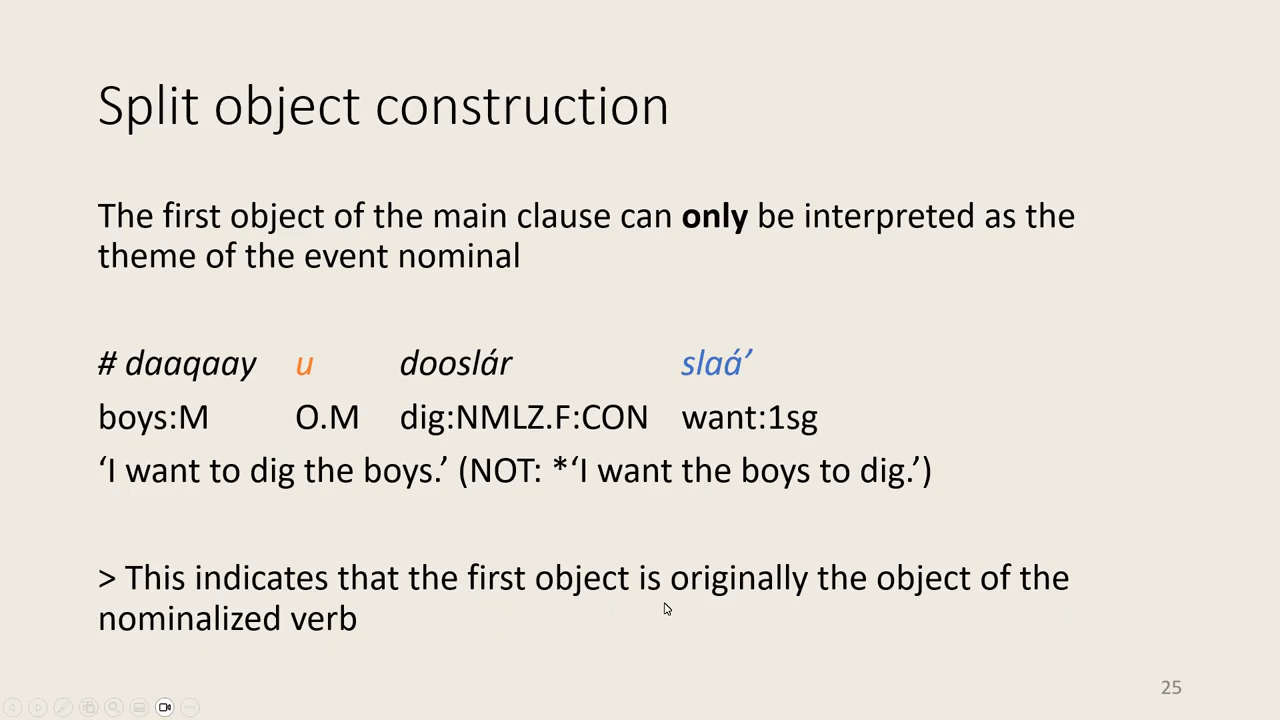 Split object construction
The first object of the main clause can only be interpreted as the
theme of the event nominal
# daaqaay u dooslár slaá’
boys:M O.M dig:NMLZ.F:CON want:1sg
‘I want to dig the boys.’ (NOT: *‘I want the boys to dig.’)
> This indicates that the first object is originally the object of the
nominalized verb
25